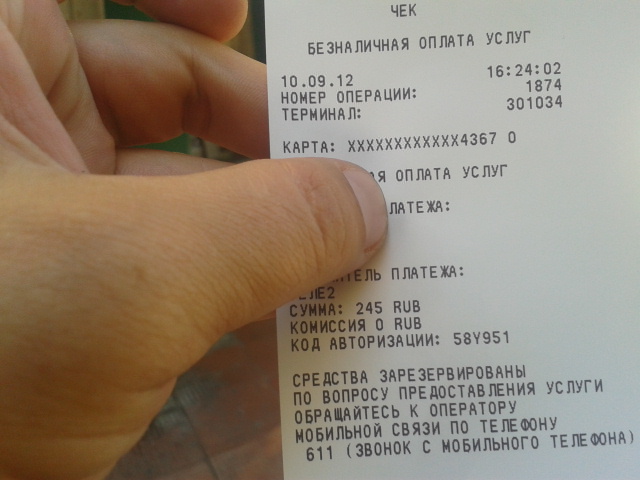 ЧЕК
БЕЗНАЛИЧНАЯ ОПЛАТА УСЛУГ
10.09.12 16:24:02
НОМЕР ОПЕРАЦИИ: 1874
ТЕРМИНАЛ: 301034
КАРТА: XXXXXXXXXXXX4367 0
ОПЛАТА УСЛУГ
ПЛАТЕЖА:
СУММА: 245 RUB
КОМИССИЯ 0 RUB
КОД АВТОРИЗАЦИИ: 58Y951
СРЕДСТВА ЗАРЕЗЕРВИРОВАНЫ
ПО ВОПРОСУ ПРЕДОСТАВЛЕНИЯ УСЛУГИ
ОБРАЩАЙТЕСЬ К ОПЕРАТОРУ
МОБИЛЬНОЙ СВЯЗИ ПО ТЕЛЕФОНУ
611 (ЗВОНОК С МОБИЛЬНОГО ТЕЛЕФОНА)